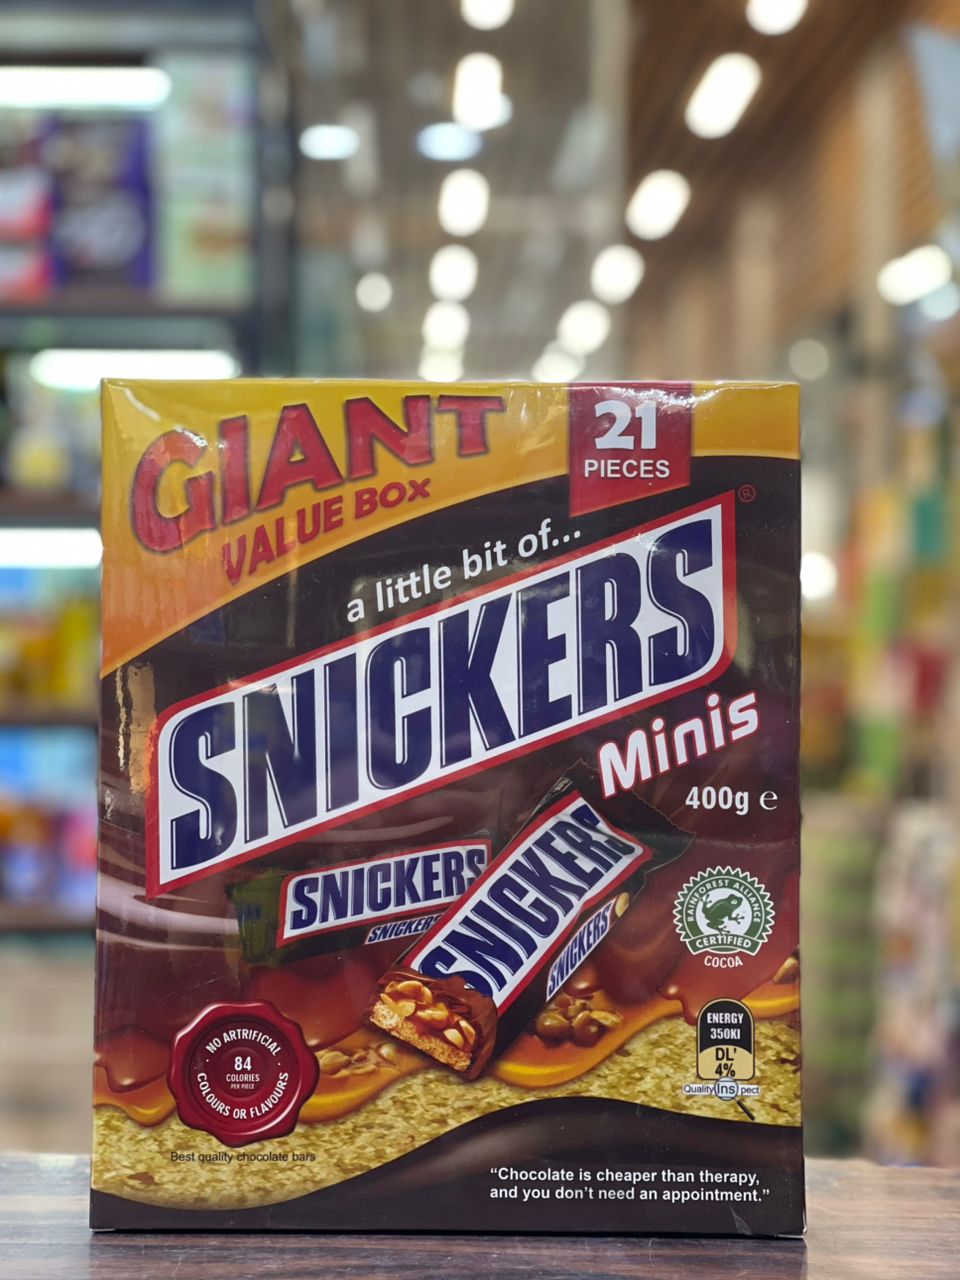 GIANT
VALUE BOX
21
PIECES
a little bit of...
SNICKERS®
Minis
400g e
SNICKERS
SNICKERS
SNICKERS
SNICKERS
RAINFOREST ALLIANCE
CERTIFIED
COCOA
NO ARTRIFICIAL
84
COLORIES
PER PIECE
COLOURS OR FLAVOURS
ENERGY
350KI
DL'
4%
Quality Ins pect
Best quality chocolate bars
“Chocolate is cheaper than therapy,
and you don't need an appointment.”